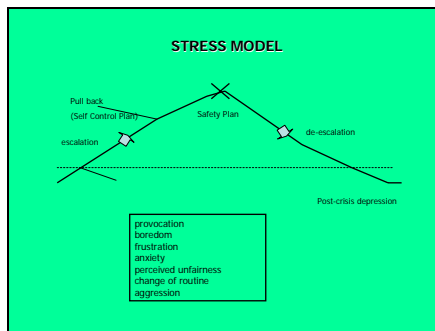 STRESS MODEL
Pull back
(Self Control Plan)
Safety Plan
escalation
de-escalation
Post-crisis depression
provocation
boredom
frustration
anxiety
perceived unfairness
change of routine
aggression